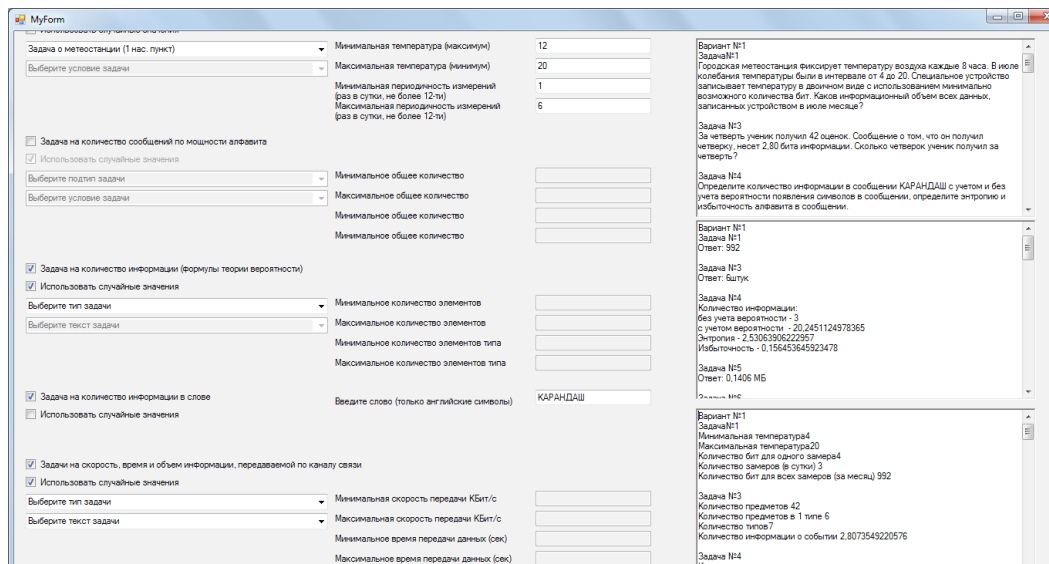 MyForm
Использовать случайные значения
Задача о метеостанции (1 нас. пункт)
Минимальная температура (максимум)
12
Выберите условие задачи
Максимальная температура (минимум)
20
Минимальная периодичность измерений
(раз в сутки, не более 12-ти)
1
Максимальная периодичность измерений
(раз в сутки, не более 12-ти)
6
Задача на количество сообщений по мощности алфавита
Использовать случайные значения
Выберите подтип задачи
Минимальное общее количество
Выберите условие задачи
Максимальное общее количество
Минимальное общее количество
Минимальное общее количество
Задача на количество информации (формулы теории вероятности)
Использовать случайные значения
Выберите тип задачи
Минимальное количество элементов
Выберите текст задачи
Максимальное количество элементов
Минимальное количество элементов типа
Максимальное количество элементов типа
Задача на количество информации в слове
Введите слово (только английские символы)
КАРАНДАШ
Использовать случайные значения
Задачи на скорость, время и объем информации, передаваемой по каналу связи
Использовать случайные значения
Выберите тип задачи
Минимальная скорость передачи КБит/с
Выберите текст задачи
Максимальная скорость передачи КБит/с
Минимальное время передачи данных (сек)
Максимальное время передачи данных (сек)
Вариант №1
Задача№1
Городская метеостанция фиксирует температуру воздуха каждые 8 часа. В июле
колебания температуры были в интервале от 4 до 20. Специальное устройство
записывает температуру в двоичном виде с использованием минимально
возможного количества бит. Каков информационный объем всех данных,
записанных устройством в июле месяце?
Задача №3
За четверть ученик получил 42 оценок. Сообщение о том, что он получил
четверку, несет 2,80 бита информации. Сколько четверок ученик получил за
четверть?
Задача №4
Определите количество информации в сообщении КАРАНДАШ с учетом и без
учета вероятности появления символов в сообщении, определите энтропию и
избыточность алфавита в сообщении.
Вариант №1
Задача №1
Ответ: 992
Задача №3
Ответ: 6штук
Задача №4
Количество информации:
без учета вероятности - 3
с учетом вероятности - 20,2451124978365
Энтропия - 2,53063906222957
Избыточность - 0,156453645923478
Задача №5
Ответ: 0,1406 МБ
Задача №6
Вариант №1
Задача№1
Минимальная температура4
Максимальная температура20
Количество бит для одного замера4
Количество замеров (в сутки) 3
Количество бит для всех замеров (за месяц) 992
Задача №3
Количество предметов 42
Количество предметов в 1 типе 6
Количество типов7
Количество информации о событии 2,8073549220576
Задача №4